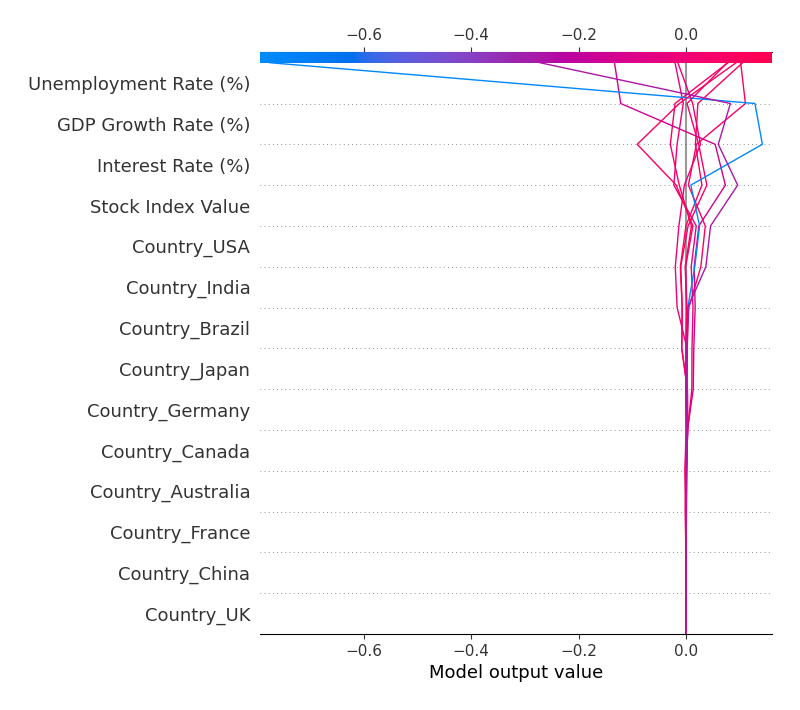 −0.6 −0.4 −0.2 0.0
Unemployment Rate (%)
GDP Growth Rate (%)
Interest Rate (%)
Stock Index Value
Country_USA
Country_India
Country_Brazil
Country_Japan
Country_Germany
Country_Canada
Country_Australia
Country_France
Country_China
Country_UK
−0.6 −0.4 −0.2 0.0
Model output value